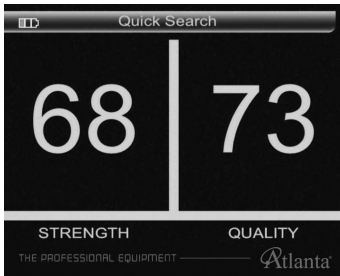 Quick Search
68 73
STRENGTH QUALITY
THE PROFESSIONAL EQUIPMENT Atlanta